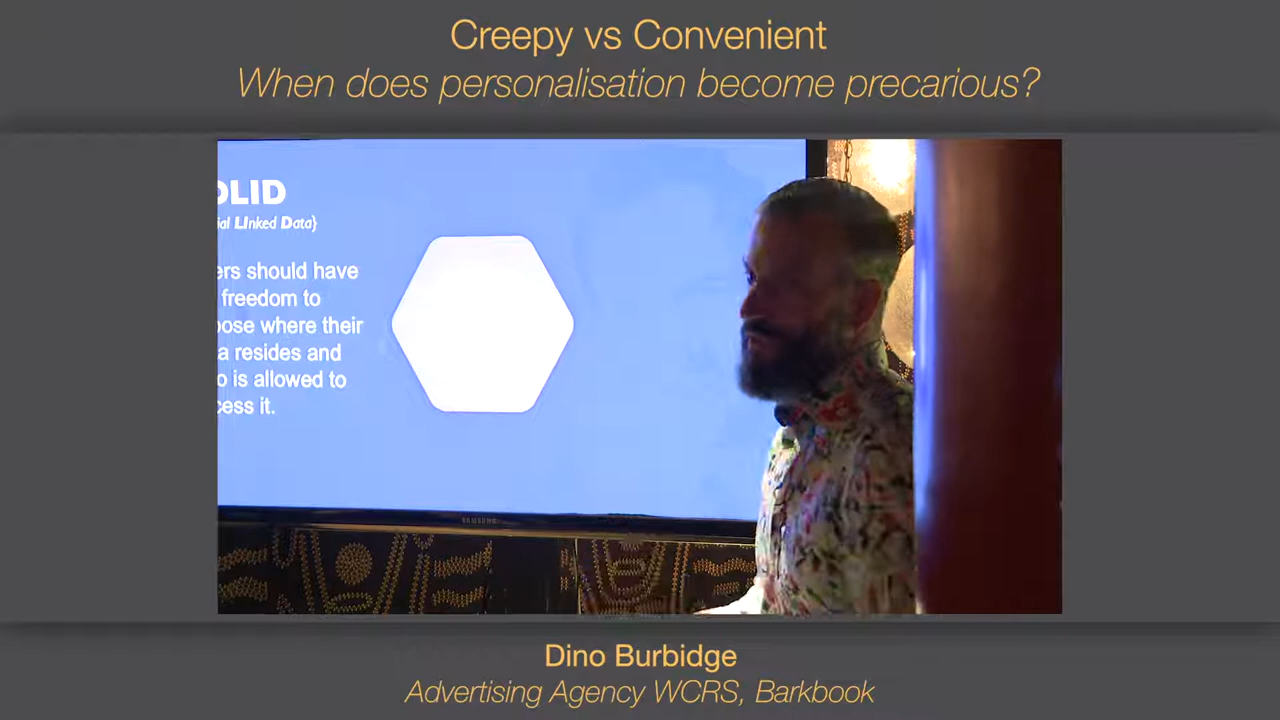 Creepy vs Convenient
When does personalisation become precarious?
OLID
ial LInked Data}
ers should have
freedom to
oose where their
a resides and
o is allowed to
cess it.
SAMSUNG
Dino Burbidge
Advertising Agency WCRS, Barkbook